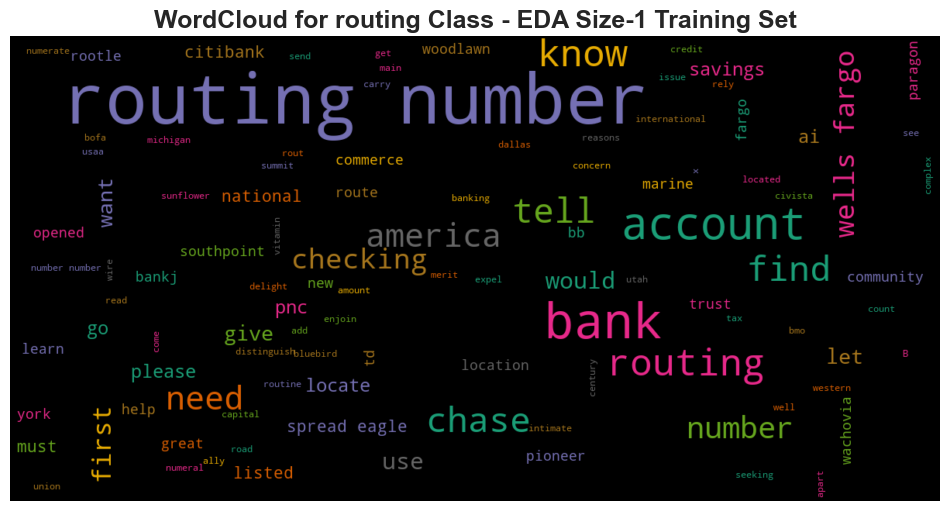 WordCloud for routing Class - EDA Size-1 Training Set
numerate
rootle
citibank
send
get
main
woodlawn
know
credit
savings
issue
rely
paragon
routing number
carry
wells fargo
fargo
international
ai
see
bofa
usaa
michigan
rout
summit
commerce
dallas
reasons
concern
x
located
complex
want
sunflower
national
route
banking
marine
civista
opened
vitamin
america
tell
bb
account
southpoint
number number
wire
bankj
checking
merit
expel
would
utah
find
community
read
delight
new
amount
pnc
enjoin
add
bank
trust
tax
count
bmo
go
give
learn
come
distinguish
bluebird
td
location
century
routing
let
B
please
routine
locate
need
western
york
first
help
capital
spread eagle
chase
intimate
well
number
wachovia
must
great
road
ally
numeral
listed
use
pioneer
seeking
apart
union